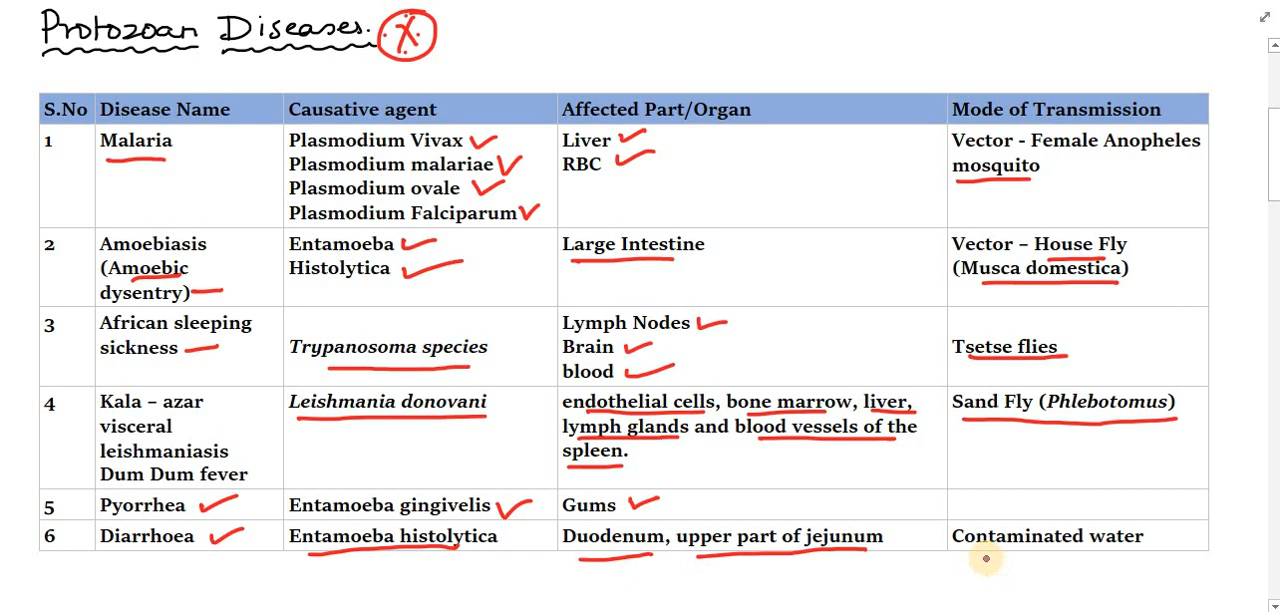 Protozoan Diseases.
S.No Disease Name Causative agent Affected Part/Organ Mode of Transmission
1 Malaria Plasmodium Vivax Liver Vector - Female Anopheles
Plasmodium malariae RBC mosquito
Plasmodium ovale
Plasmodium Falciparum
2 Amoebiasis Entamoeba Large Intestine Vector – House Fly
(Amoebic Histolytica (Musca domestica)
dysentry)
3 African sleeping Lymph Nodes
sickness Trypanosoma species Brain Tsetse flies
blood
4 Kala – azar Leishmania donovani endothelial cells, bone marrow, liver, Sand Fly (Phlebotomus)
visceral lymph glands and blood vessels of the
leishmaniasis spleen.
Dum Dum fever
5 Pyorrhea Entamoeba gingivelis Gums
6 Diarrhoea Entamoeba histolytica Duodenum, upper part of jejunum Contaminated water